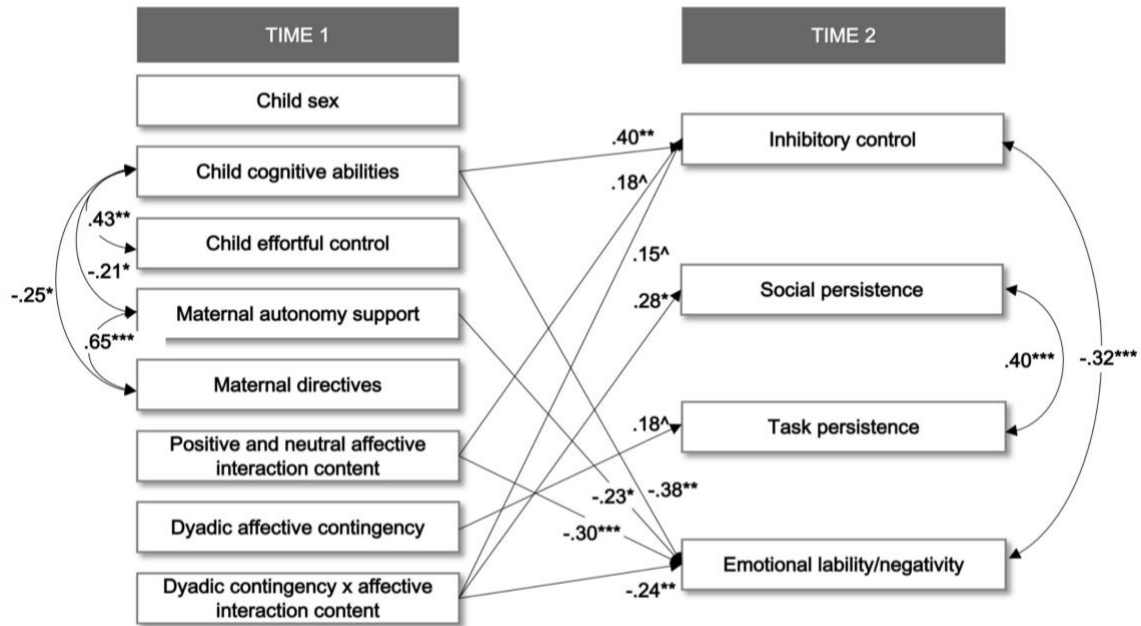 TIME 1
TIME 2
Child sex
Child cognitive abilities
Child effortful control
Maternal autonomy support
Maternal directives
Positive and neutral affective
interaction content
Dyadic affective contingency
Dyadic contingency x affective
interaction content
-.25*
.43**
-.21*
.65***
.40**
.18^
.15^
.28*
.18^
-.23*
-.38**
-.30***
-.24**
Inhibitory control
Social persistence
Task persistence
Emotional lability/negativity
.40***
-.32***